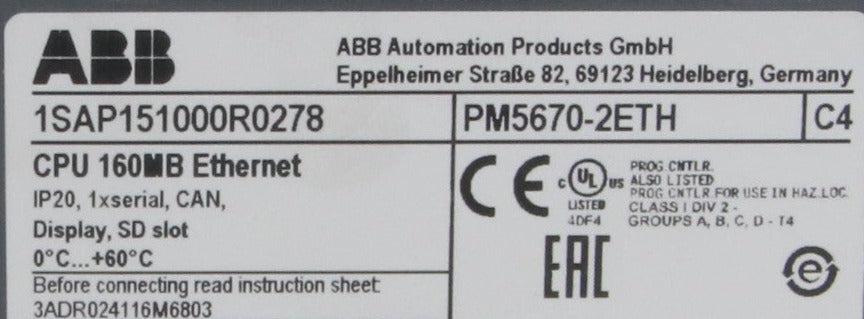 ABB
ABB Automation Products GmbH
Eppelheimer Straße 82, 69123 Heidelberg, Germany
1SAP151000R0278
PM5670-2ETH
C4
CPU 160MB Ethernet
IP20, 1xserial, CAN,
Display, SD slot
0°C...+60°C
Before connecting read instruction sheet:
3ADR024116M6803
CE
c UL us
LISTED
4DF4
PROG. CNTLR.
ALSO LISTED
PROG CNTLR FOR USE IN HAZ.LOC.
CLASS I DIV 2 -
GROUPS A, B, C, D - T4
EAC
e